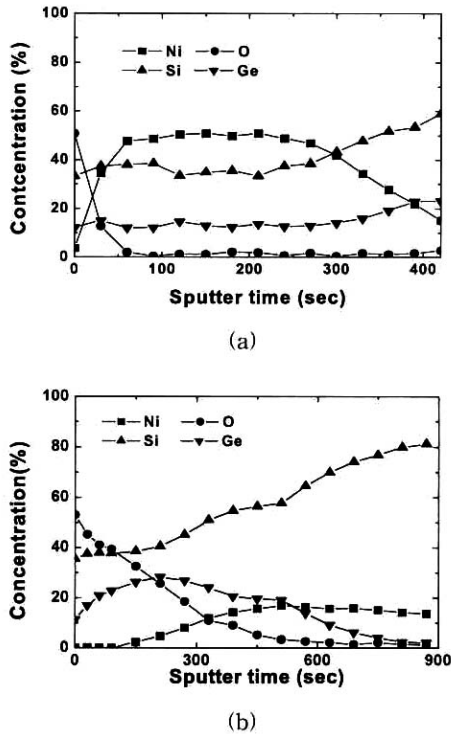 100
80
60
40
20
0
Contcentration (%)
Ni O
Si Ge
0 100 200 300 400
Sputter time (sec)
(a)
100
80
60
40
20
0
Concentration(%)
Ni O
Si Ge
0 300 600 900
Sputter time (sec)
(b)